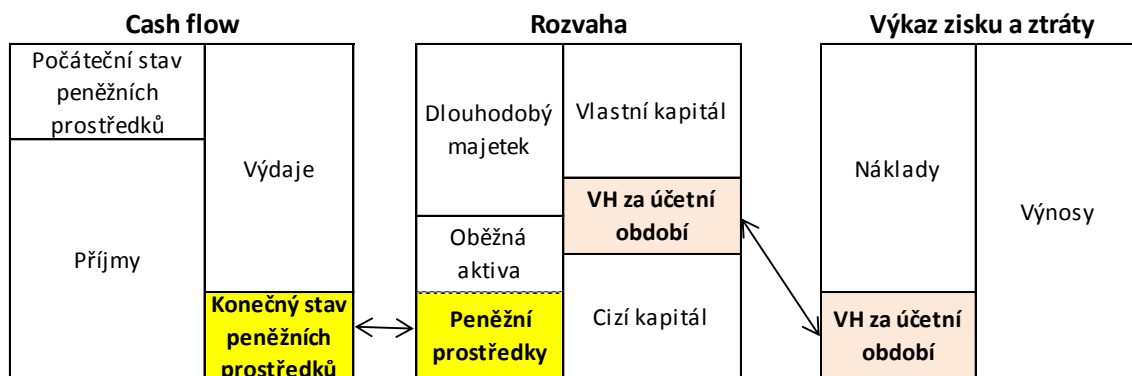 Cash flow
Počáteční stav
peněžních
prostředků
Příjmy
Výdaje
Konečný stav
peněžních
prostředků
Rozvaha
Dlouhodobý
majetek
Oběžná
aktiva
Peněžní
prostředky
Vlastní kapitál
VH za účetní
období
Cizí kapitál
Výkaz zisku a ztráty
Náklady
VH za účetní
období
Výnosy